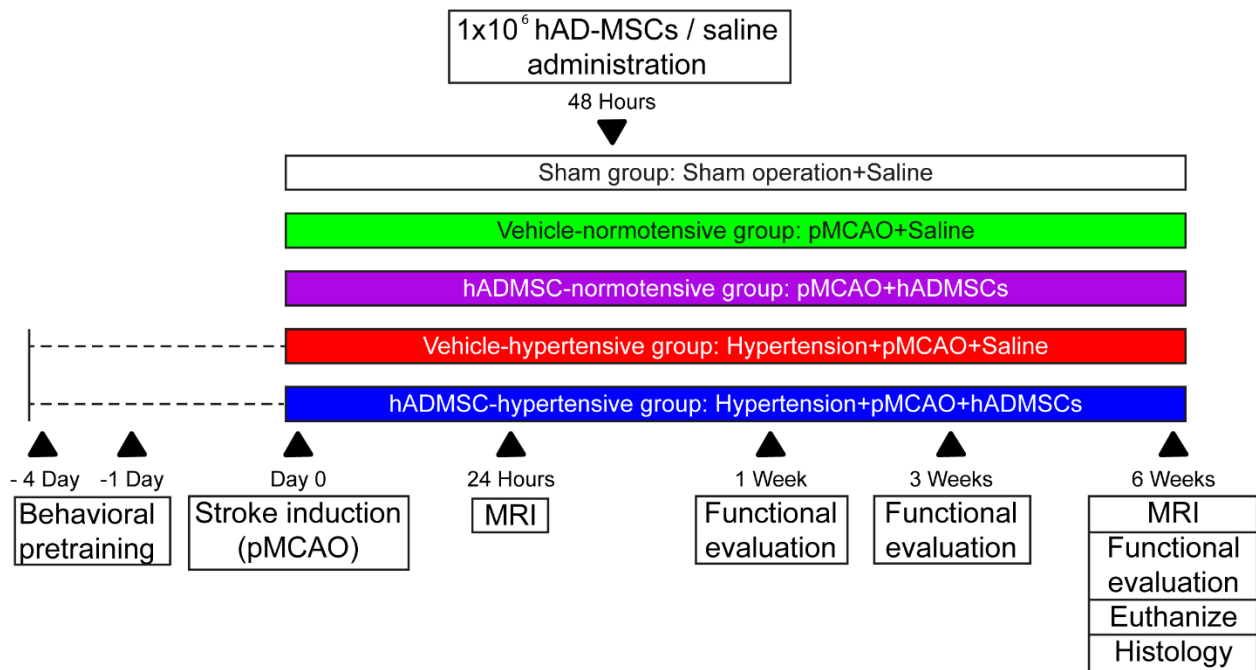 1x10⁶ hAD-MSCs / saline
administration
48 Hours
Sham group: Sham operation+Saline
Vehicle-normotensive group: pMCAO+Saline
hADMSC-normotensive group: pMCAO+hADMSCs
Vehicle-hypertensive group: Hypertension+pMCAO+Saline
hADMSC-hypertensive group: Hypertension+pMCAO+hADMSCs
- 4 Day
-1 Day
Day 0
24 Hours
1 Week
3 Weeks
6 Weeks
Behavioral
pretraining
Stroke induction
(pMCAO)
MRI
Functional
evaluation
Functional
evaluation
MRI
Functional
evaluation
Euthanize
Histology